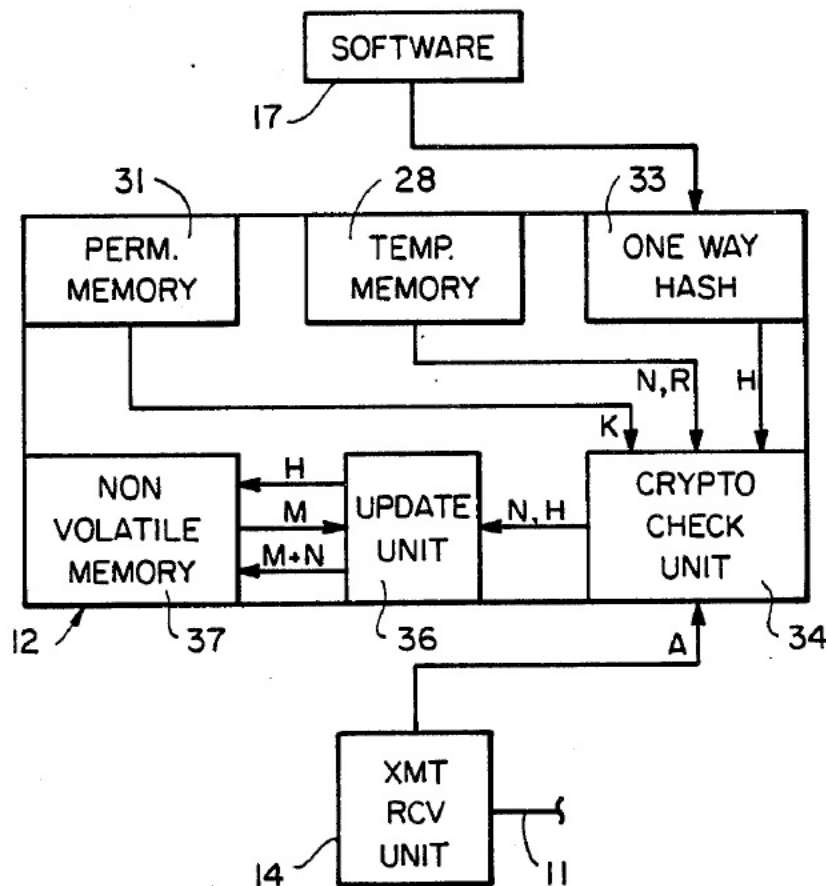 SOFTWARE
17
31
28
33
PERM.
MEMORY
TEMP.
MEMORY
ONE WAY
HASH
N,R
H
K
NON
VOLATILE
MEMORY
H
M
M+N
UPDATE
UNIT
N,H
CRYPTO
CHECK
UNIT
12
37
36
A
34
XMT
RCV
UNIT
14
11